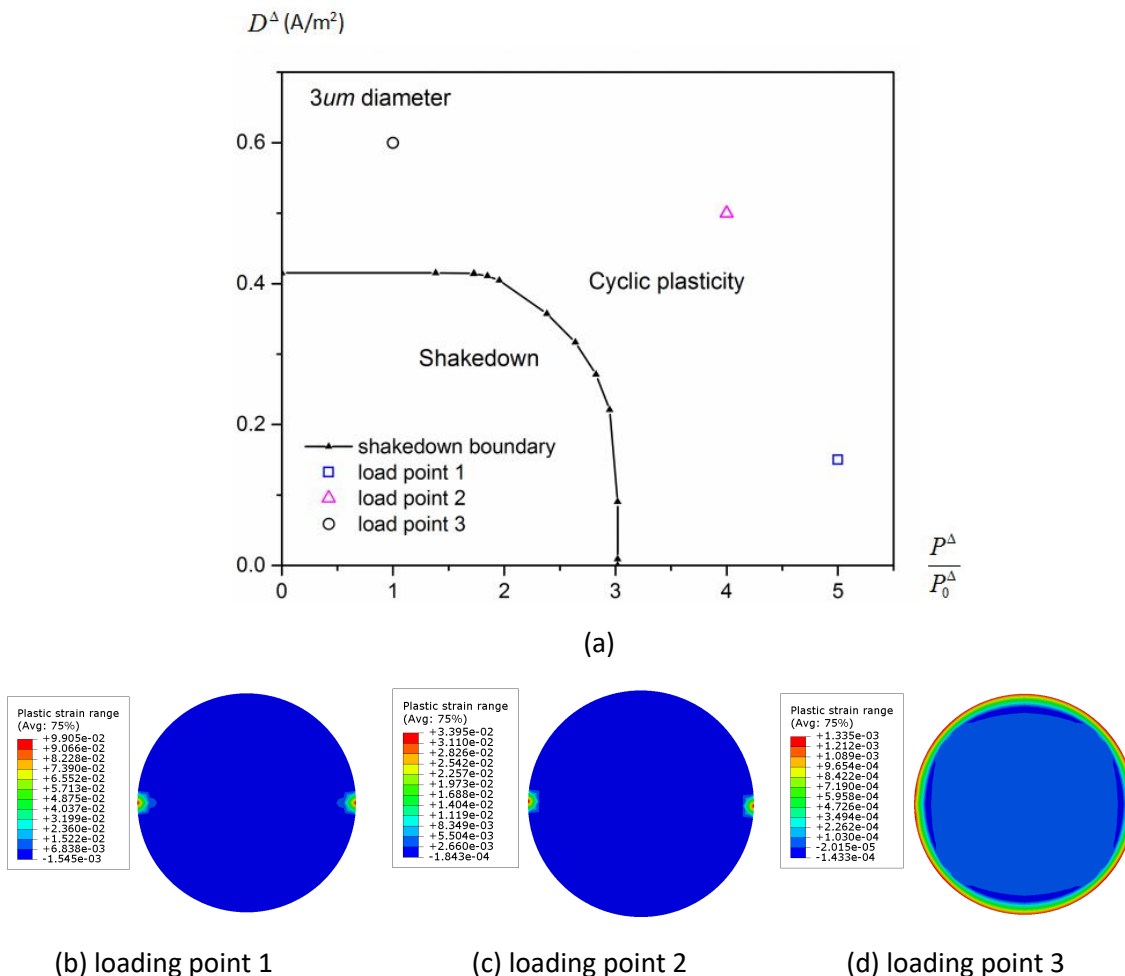 D^Δ (A/m²)
3um diameter
0.6
0.4
Cyclic plasticity
Shakedown
0.2
shakedown boundary
load point 1
load point 2
load point 3
0.0
P^Δ
P₀^Δ
0 1 2 3 4 5
(a)
Plastic strain range
(Avg: 75%)
+9.905e-02
+9.066e-02
+8.228e-02
+7.390e-02
+6.552e-02
+5.713e-02
+4.875e-02
+4.037e-02
+3.199e-02
+2.360e-02
+1.522e-02
+6.838e-03
-1.545e-03
Plastic strain range
(Avg: 75%)
+3.395e-02
+3.110e-02
+2.826e-02
+2.542e-02
+2.257e-02
+1.973e-02
+1.688e-02
+1.404e-02
+1.119e-02
+8.349e-03
+5.504e-03
+2.660e-03
-1.843e-04
Plastic strain range
(Avg: 75%)
+1.335e-03
+1.212e-03
+1.089e-03
+9.654e-04
+8.422e-04
+7.190e-04
+5.958e-04
+4.726e-04
+3.494e-04
+2.262e-04
+1.030e-04
-2.015e-05
-1.433e-04
(b) loading point 1
(c) loading point 2
(d) loading point 3